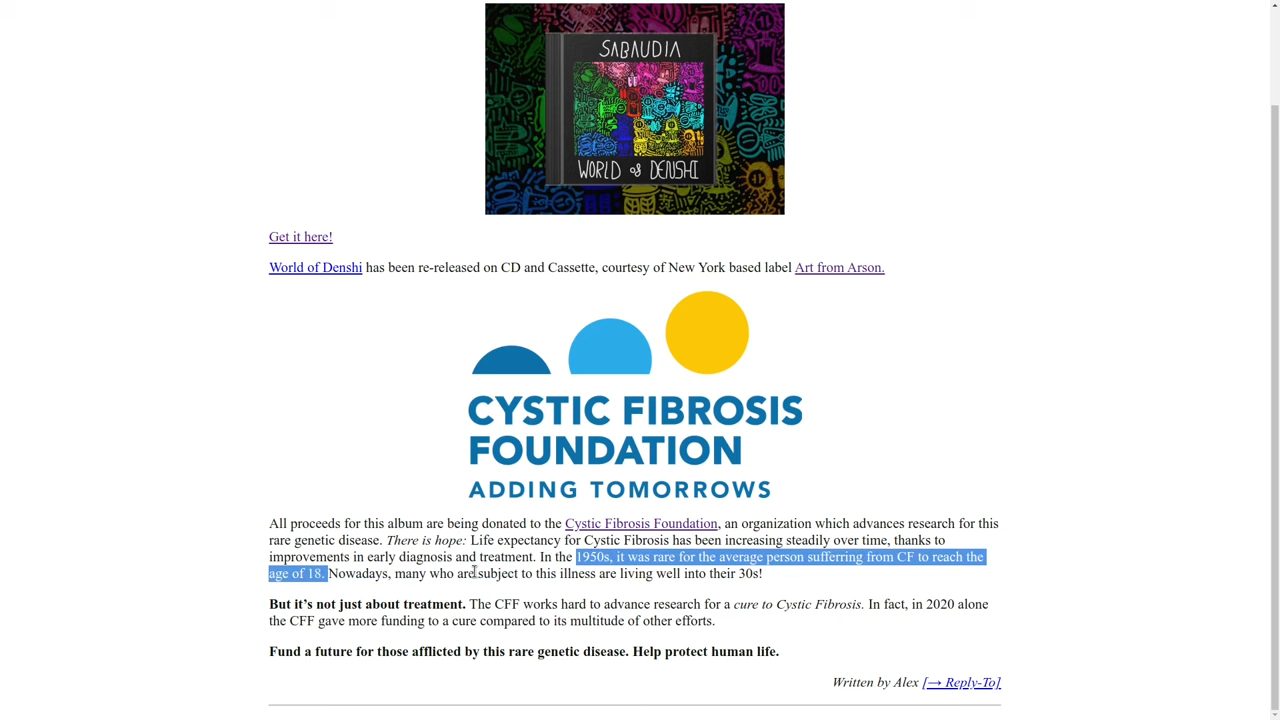 SABAUDIA
WORLD of DENSHI
Get it here!
World of Denshi has been re-released on CD and Cassette, courtesy of New York based label Art from Arson.
CYSTIC FIBROSIS
FOUNDATION
ADDING TOMORROWS
All proceeds for this album are being donated to the Cystic Fibrosis Foundation, an organization which advances research for this
rare genetic disease. There is hope: Life expectancy for Cystic Fibrosis has been increasing steadily over time, thanks to
improvements in early diagnosis and treatment. In the 1950s, it was rare for the average person sufferring from CF to reach the
age of 18. Nowadays, many who are subject to this illness are living well into their 30s!
But it’s not just about treatment. The CFF works hard to advance research for a cure to Cystic Fibrosis. In fact, in 2020 alone
the CFF gave more funding to a cure compared to its multitude of other efforts.
Fund a future for those afflicted by this rare genetic disease. Help protect human life.
Written by Alex [→ Reply-To]